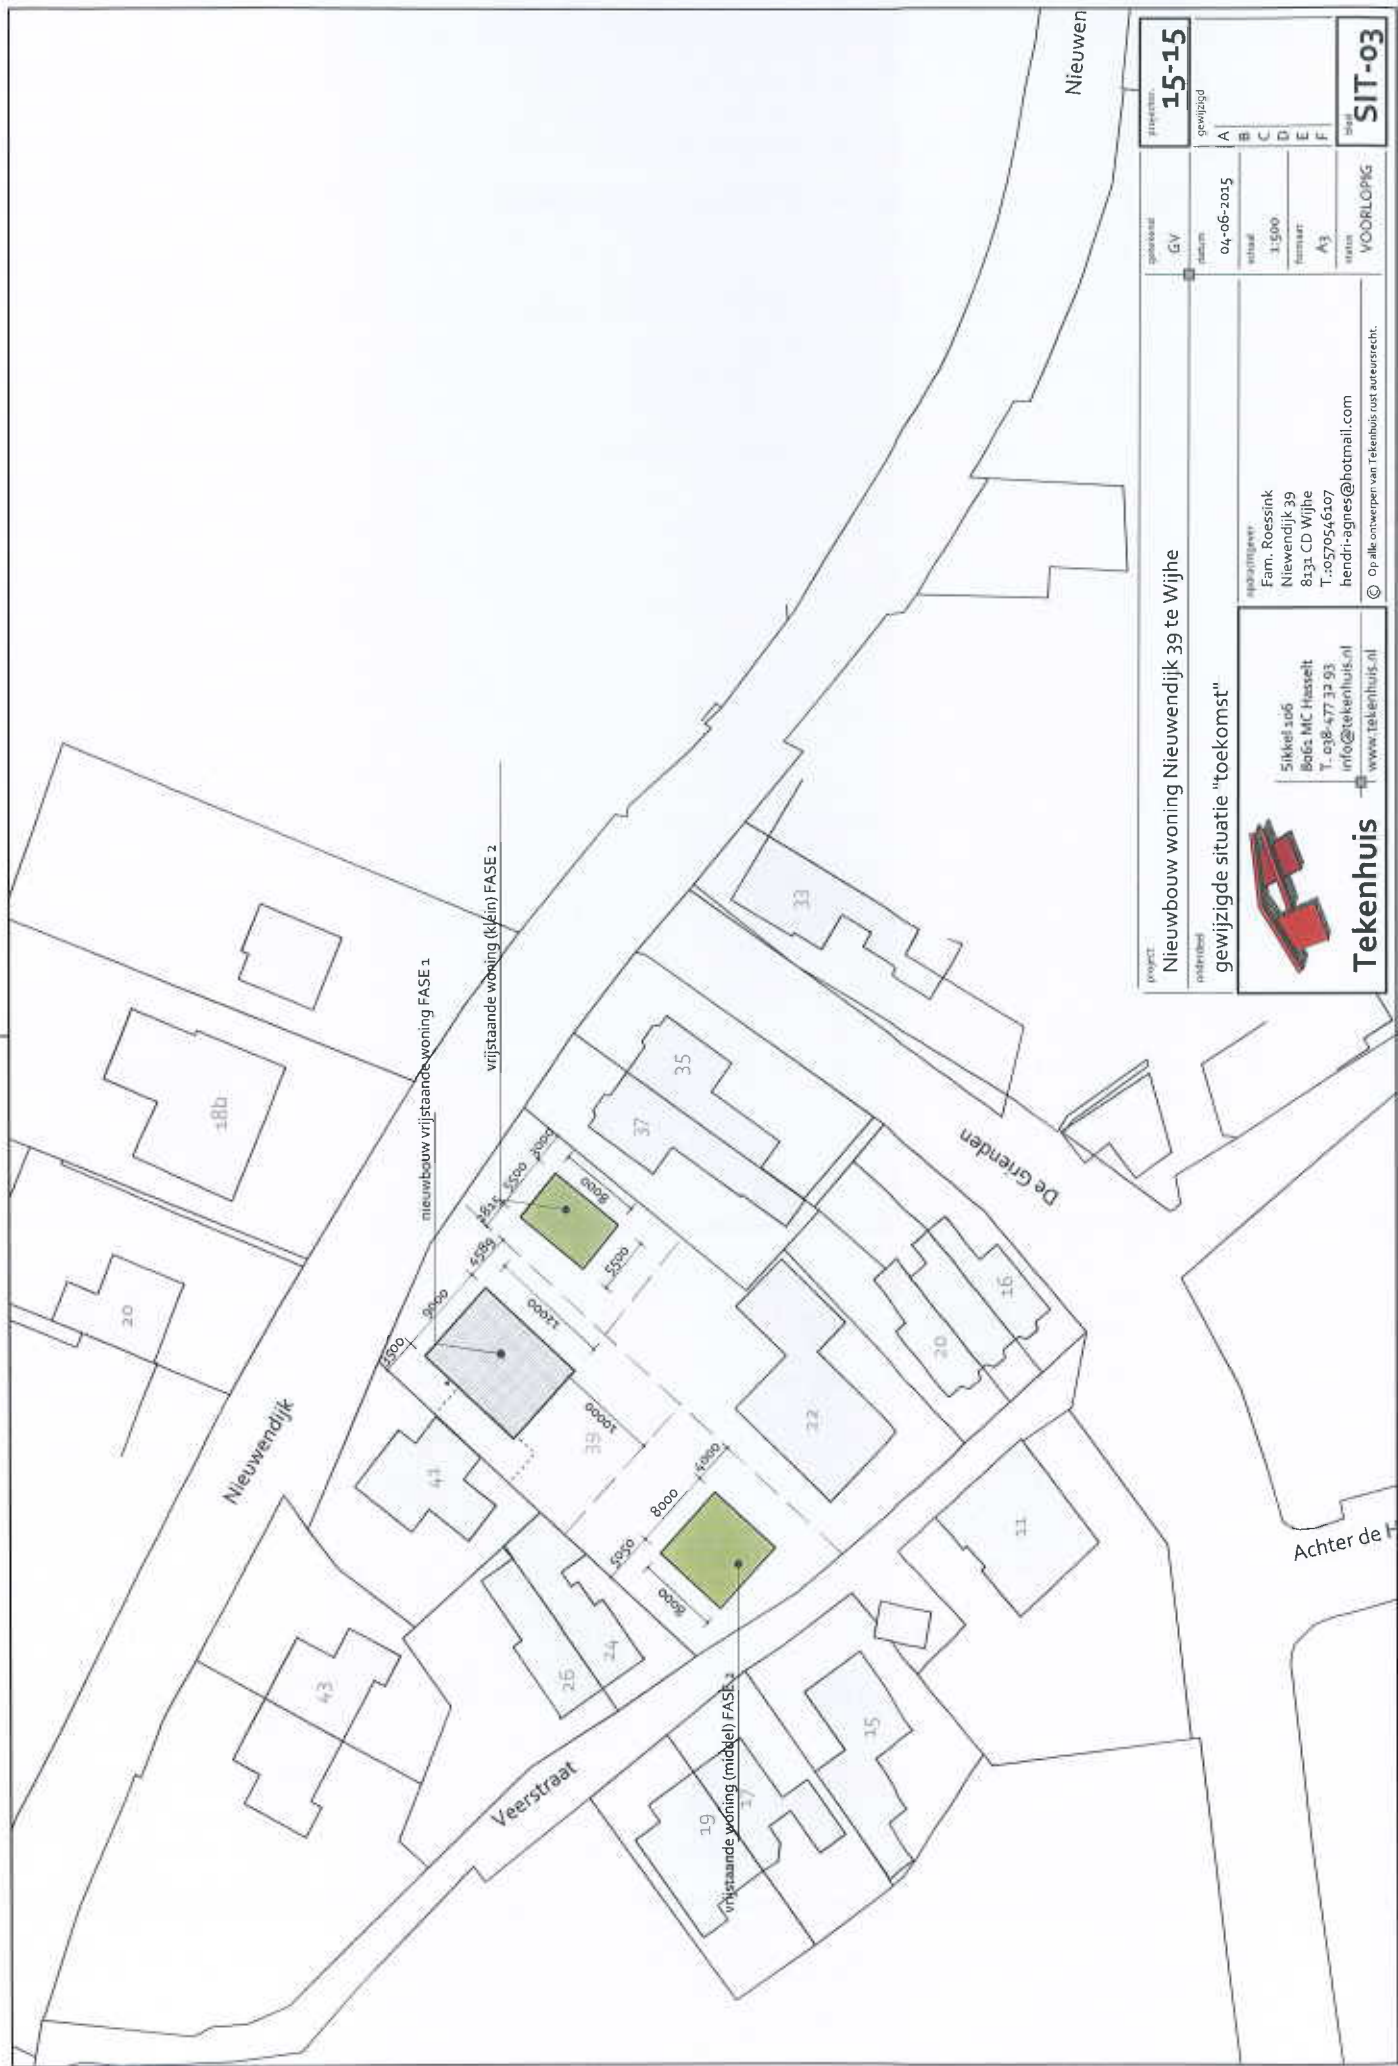 Nieuwendijk
Veerstraat
De Grienden
Achter de H
Nieuwen
nieuwbouw vrijstaande woning FASE 1
vrijstaande woning (klein) FASE 2
vrijstaande woning (middel) FASE 2
20
18b
43
41
26
24
39
37
35
33
22
20
16
19
17
15
11
3500
9000
4589
2815
5500
3000
8000
5500
12000
10000
5050
8000
4000
8000
project
Nieuwbouw woning Nieuwendijk 39 te Wijhe
onderdeel
gewijzigde situatie "toekomst"
Tekenhuis
Sikkel 106
8061 MC Hasselt
T. 038-477 32 93
info@tekenhuis.nl
www.tekenhuis.nl
opdrachtgever
Fam. Roessink
Niewendijk 39
8131 CD Wijhe
T.:0570546107
hendri-agnes@hotmail.com
© Op alle ontwerpen van Tekenhuis rust auteursrecht.
getekend
GV
datum
04-06-2015
schaal
1:500
formaat
A3
status
VOORLOPIG
projectnr.
15-15
gewijzigd
A
B
C
D
E
F
blad
SIT-03